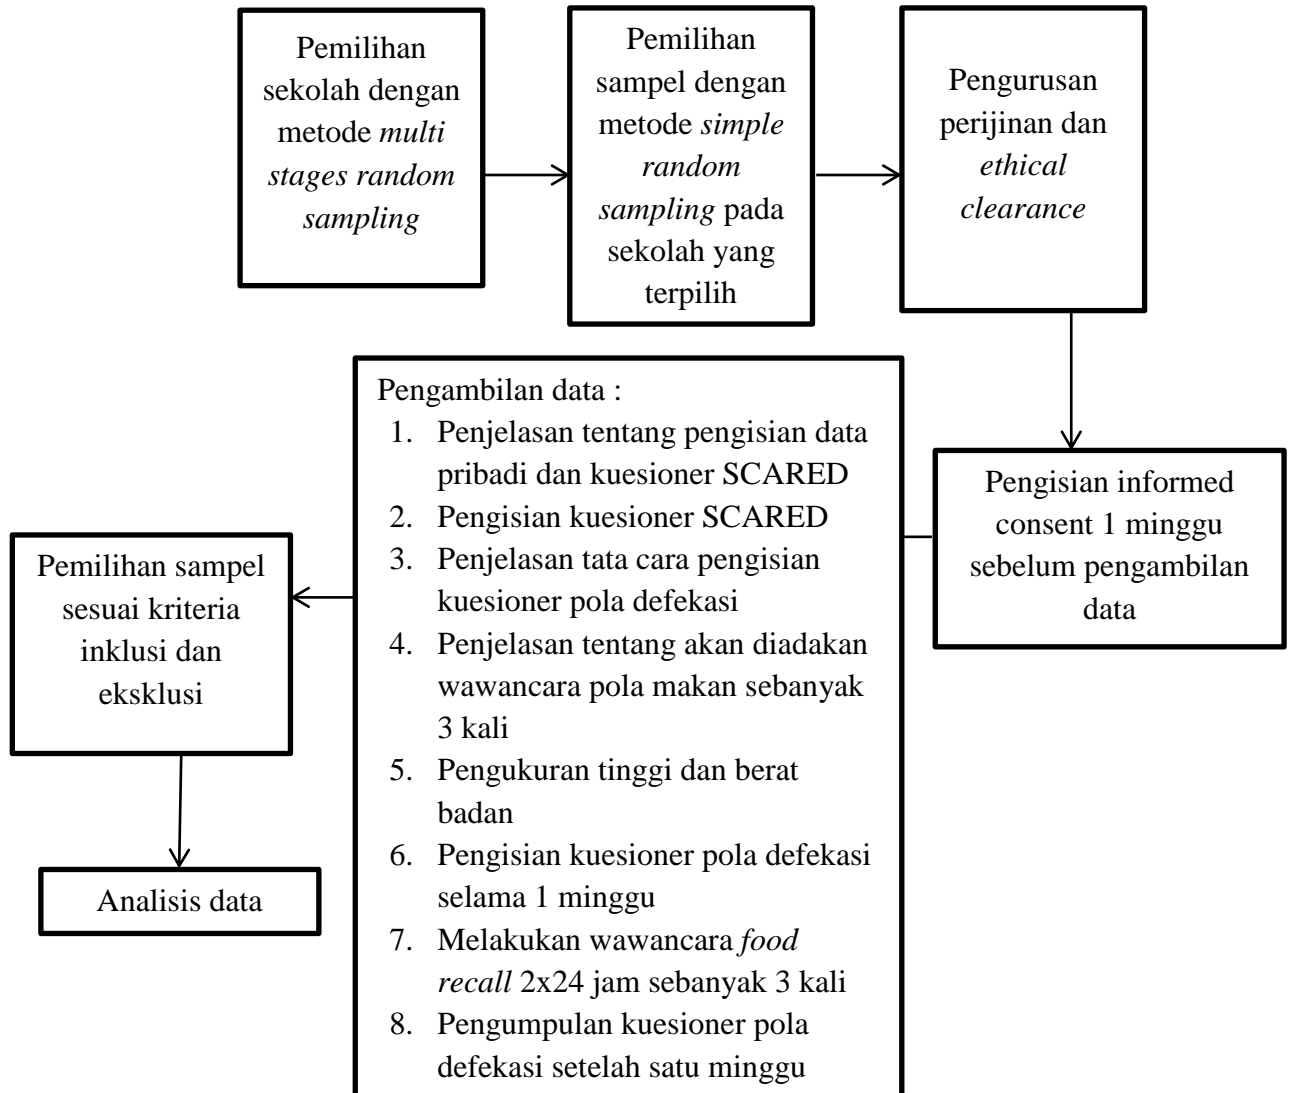 Pemilihan
sekolah dengan
metode multi
stages random
sampling
Pemilihan
sampel dengan
metode simple
random
sampling pada
sekolah yang
terpilih
Pengurusan
perijinan dan
ethical
clearance
Pengisian informed
consent 1 minggu
sebelum pengambilan
data
Pengambilan data :
1. Penjelasan tentang pengisian data
pribadi dan kuesioner SCARED
2. Pengisian kuesioner SCARED
3. Penjelasan tata cara pengisian
kuesioner pola defekasi
4. Penjelasan tentang akan diadakan
wawancara pola makan sebanyak
3 kali
5. Pengukuran tinggi dan berat
badan
6. Pengisian kuesioner pola defekasi
selama 1 minggu
7. Melakukan wawancara food
recall 2x24 jam sebanyak 3 kali
8. Pengumpulan kuesioner pola
defekasi setelah satu minggu
Pemilihan sampel
sesuai kriteria
inklusi dan
eksklusi
Analisis data